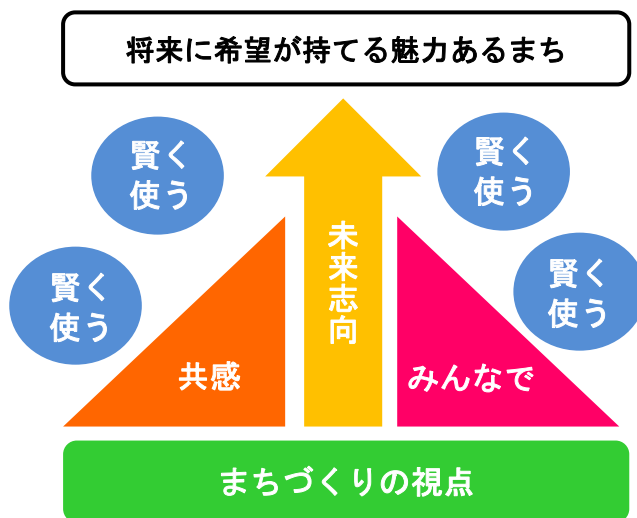 将来に希望が持てる魅力あるまち
賢く
使う
賢く
使う
賢く
使う
賢く
使う
未来志向
共感
みんなで
まちづくりの視点